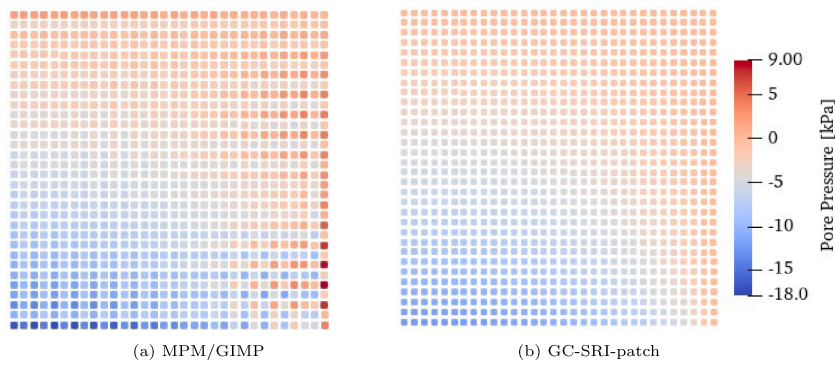 9.00
5
0
-5
-10
-15
-18.0
Pore Pressure [kPa]
(a) MPM/GIMP
(b) GC-SRI-patch